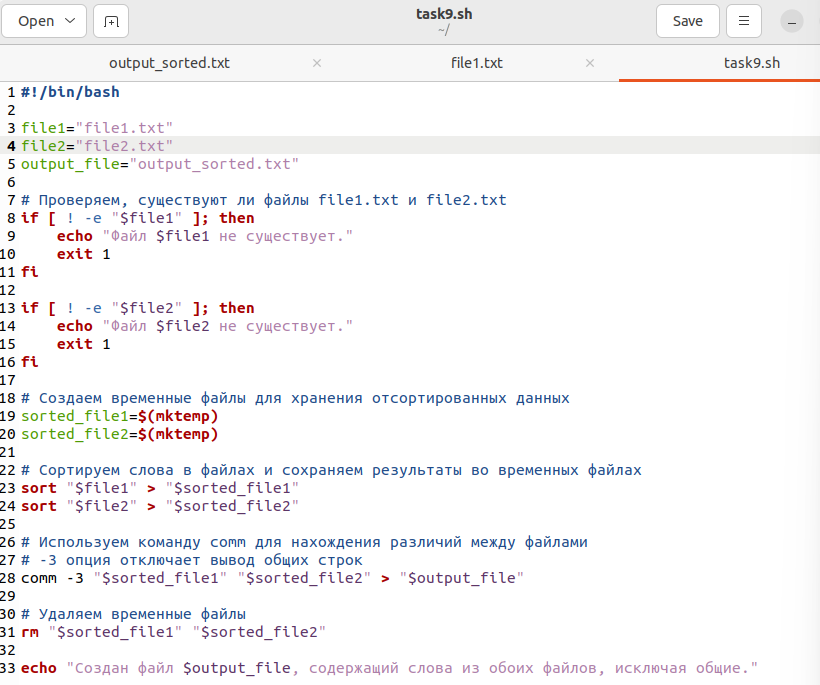 Open
task9.sh
~/
Save
output_sorted.txt
file1.txt
task9.sh
1 #!/bin/bash
2
3 file1="file1.txt"
4 file2="file2.txt"
5 output_file="output_sorted.txt"
6
7 # Проверяем, существуют ли файлы file1.txt и file2.txt
8 if [ ! -e "$file1" ]; then
9     echo "Файл $file1 не существует."
10     exit 1
11 fi
12
13 if [ ! -e "$file2" ]; then
14     echo "Файл $file2 не существует."
15     exit 1
16 fi
17
18 # Создаем временные файлы для хранения отсортированных данных
19 sorted_file1=$(mktemp)
20 sorted_file2=$(mktemp)
21
22 # Сортируем слова в файлах и сохраняем результаты во временных файлах
23 sort "$file1" > "$sorted_file1"
24 sort "$file2" > "$sorted_file2"
25
26 # Используем команду comm для нахождения различий между файлами
27 # -3 опция отключает вывод общих строк
28 comm -3 "$sorted_file1" "$sorted_file2" > "$output_file"
29
30 # Удаляем временные файлы
31 rm "$sorted_file1" "$sorted_file2"
32
33 echo "Создан файл $output_file, содержащий слова из обоих файлов, исключая общие."